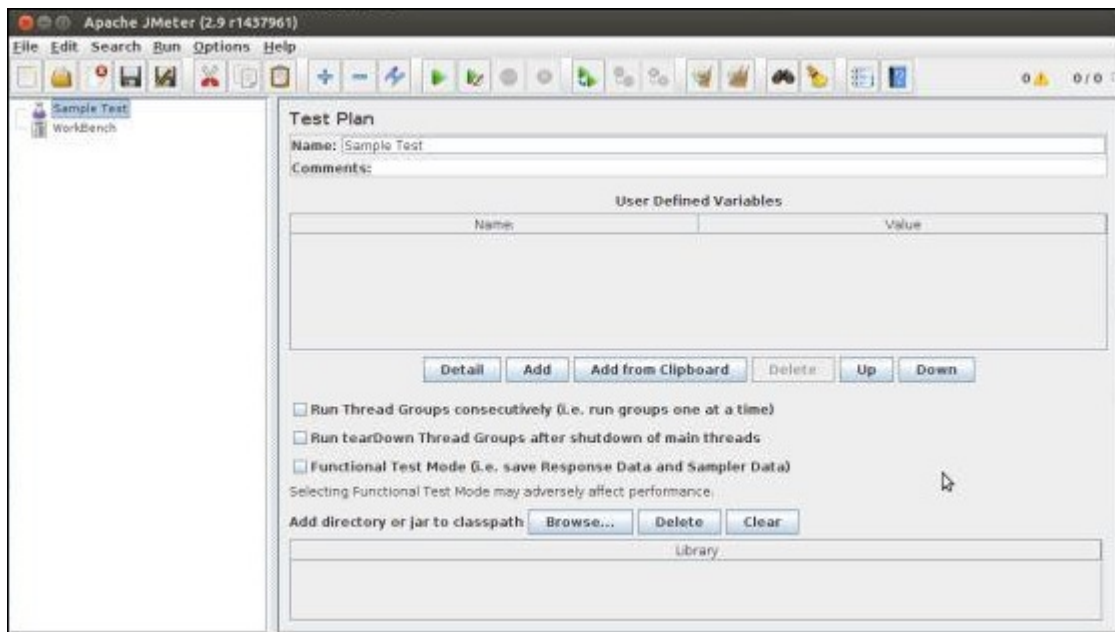 Apache JMeter (2.9 r1437961)
File Edit Search Run Options Help
0 0 / 0
Sample Test
WorkBench
Test Plan
Name: Sample Test
Comments:
User Defined Variables
Name: Value
Detail Add Add from Clipboard Delete Up Down
Run Thread Groups consecutively (i.e. run groups one at a time)
Run tearDown Thread Groups after shutdown of main threads
Functional Test Mode (i.e. save Response Data and Sampler Data)
Selecting Functional Test Mode may adversely affect performance.
Add directory or jar to classpath Browse... Delete Clear
Library